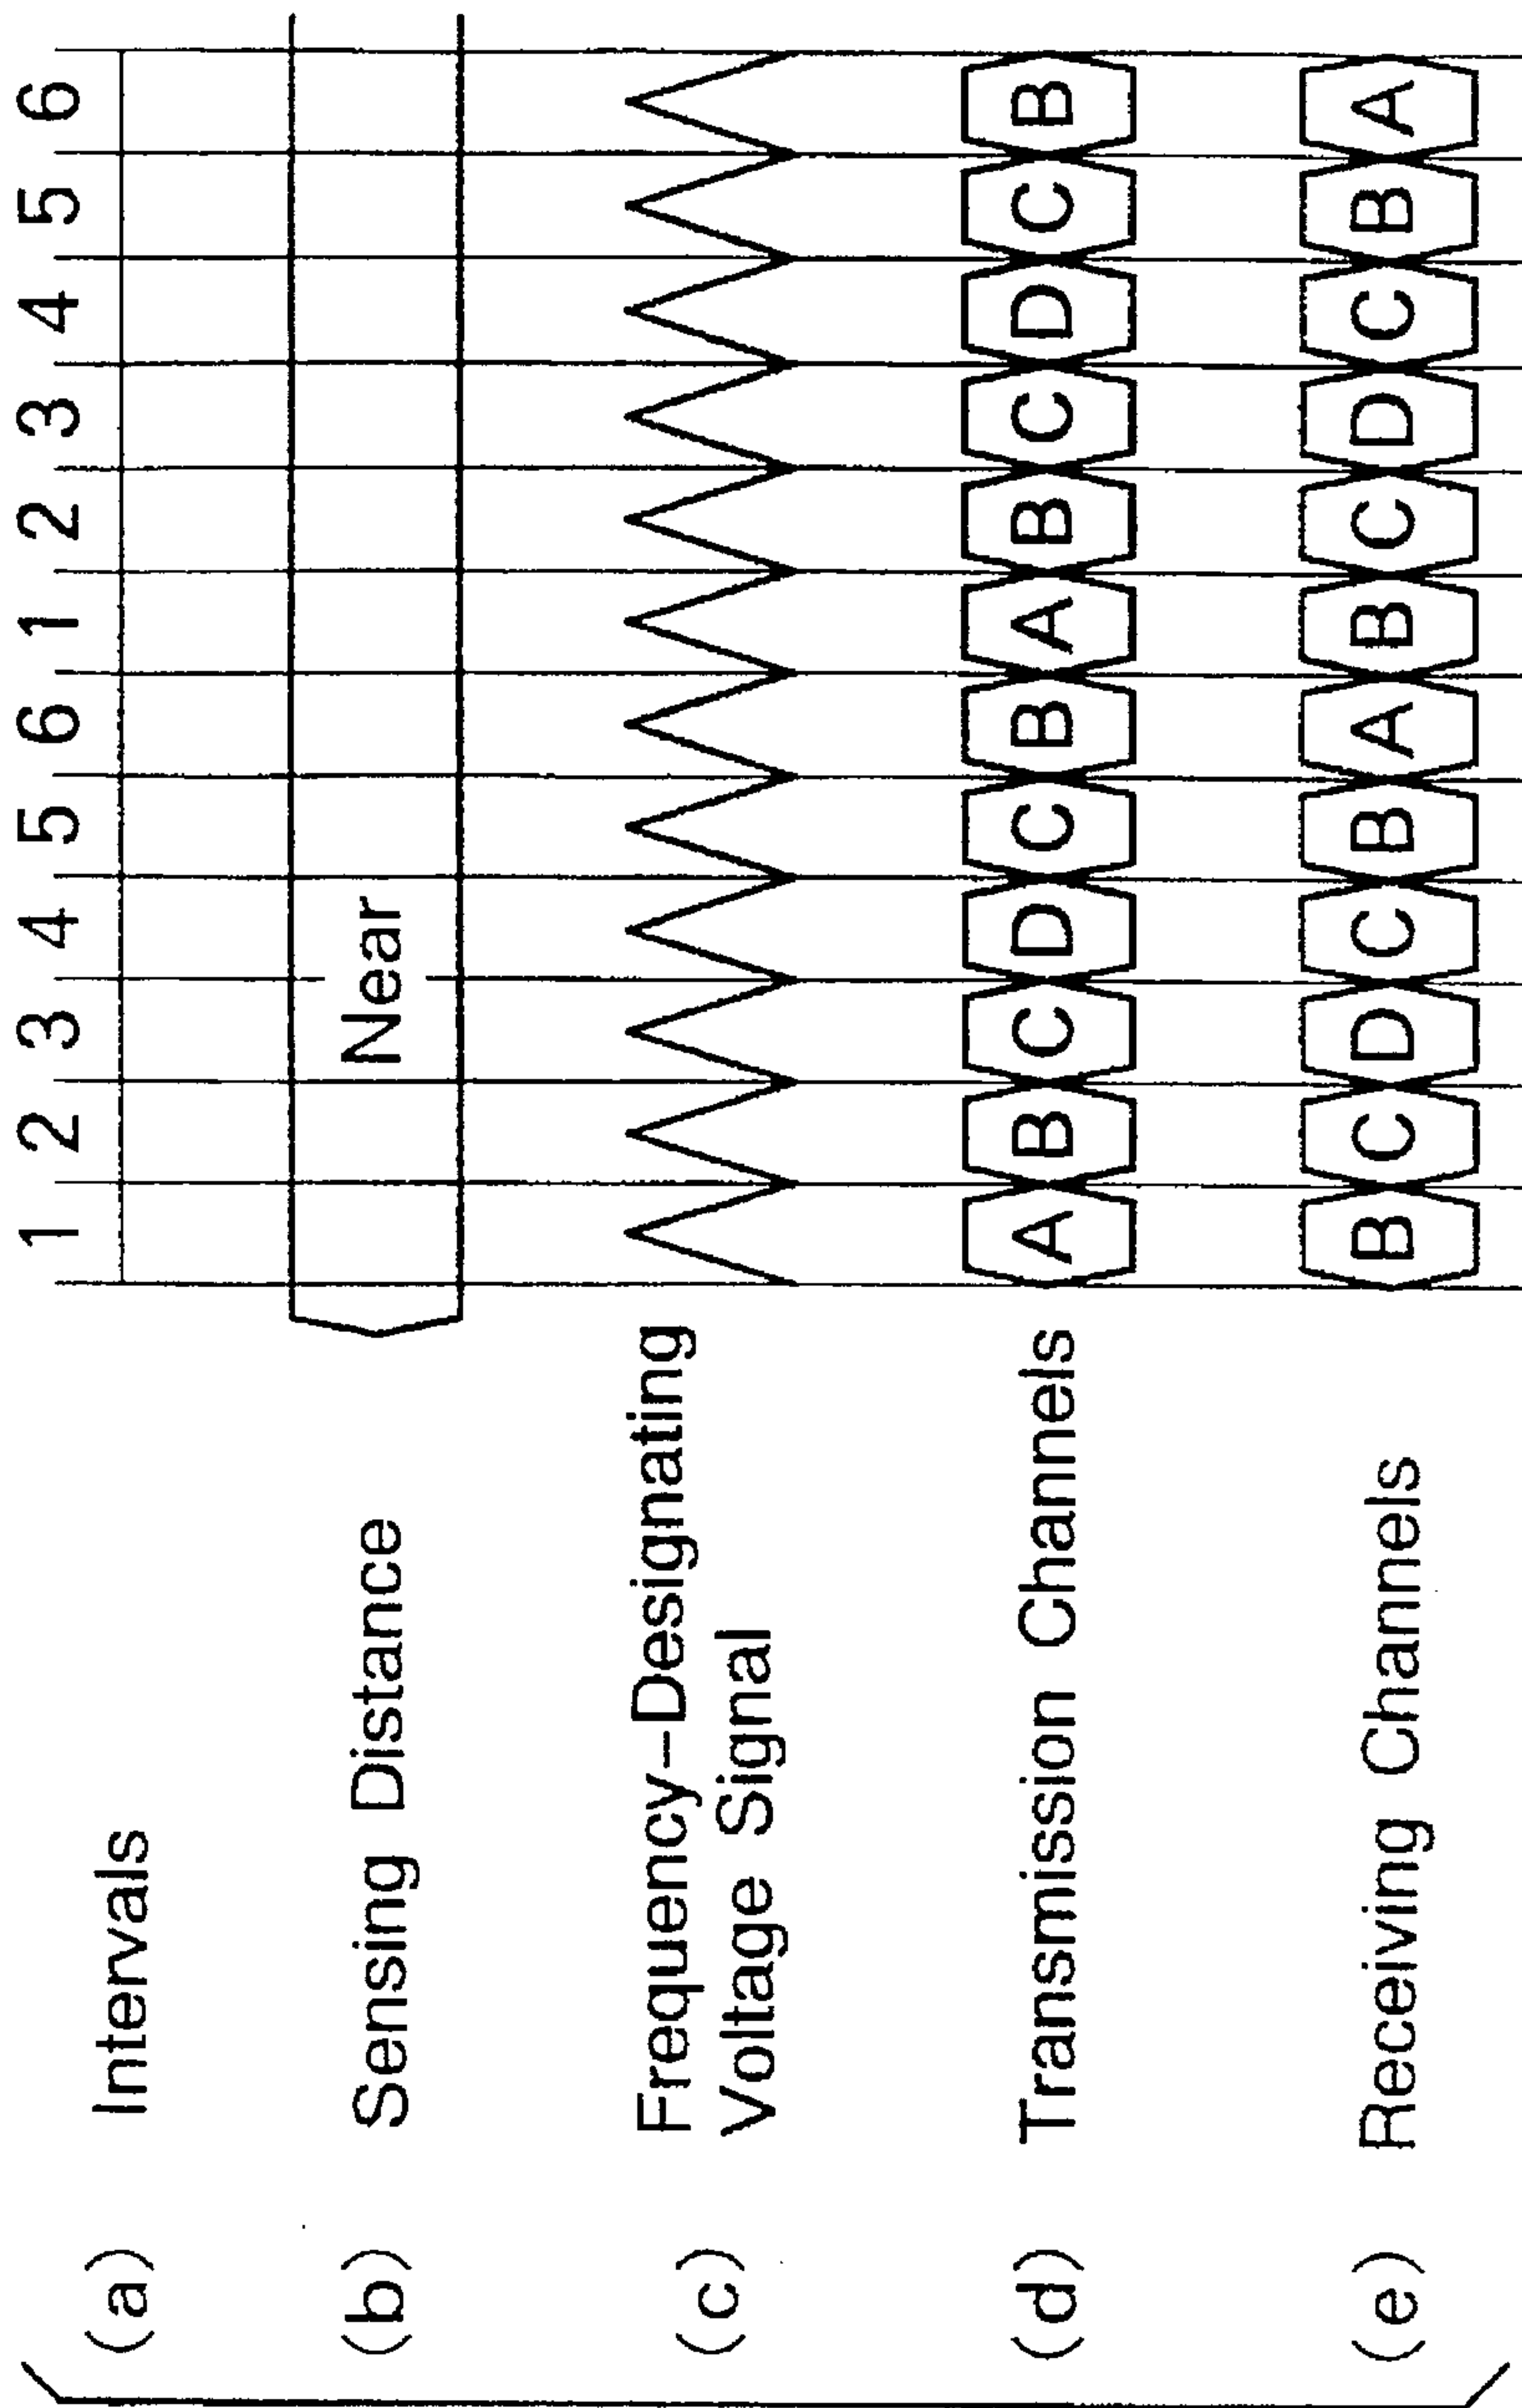 (a) Intervals 1 2 3 4 5 6 1 2 3 4 5 6
(b) Sensing Distance Near
(c) Frequency-Designating
Voltage Signal
(d) Transmission Channels A B C D C B A B C D C B
(e) Receiving Channels B C D C B A B C D C B A